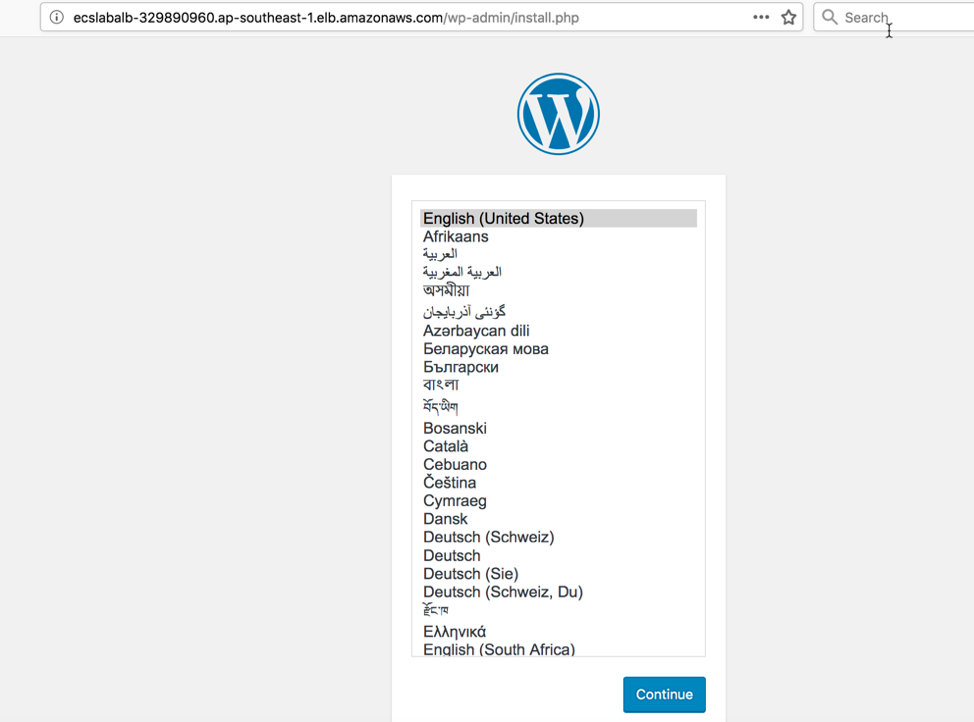 ecslabalb-329890960.ap-southeast-1.elb.amazonaws.com/wp-admin/install.php
Search
English (United States)
Afrikaans
العربية
العربية المغربية
অসমীয়া
گؤنئی آذربایجان
Azərbaycan dili
Беларуская мова
Български
বাংলা
བོད་ཡིག
Bosanski
Català
Cebuano
Čeština
Cymraeg
Dansk
Deutsch (Schweiz)
Deutsch
Deutsch (Sie)
Deutsch (Schweiz, Du)
རྫོང་ཁ
Ελληνικά
English (South Africa)
Continue